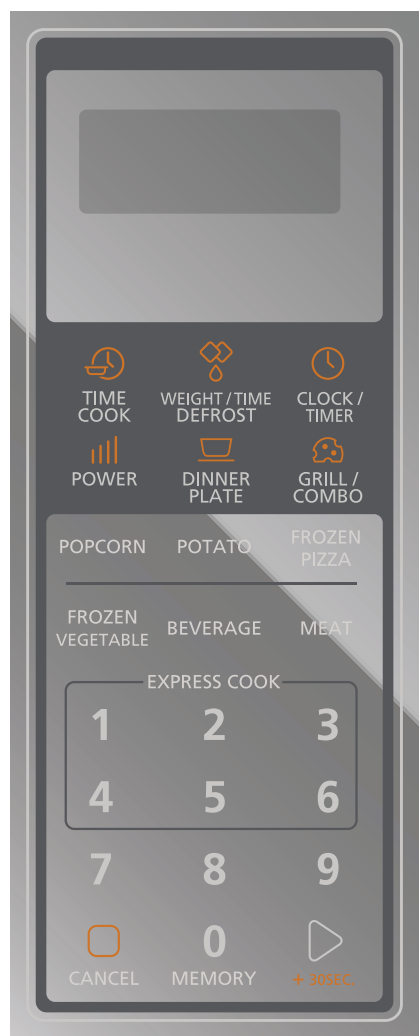 TIME
COOK
WEIGHT / TIME
DEFROST
CLOCK /
TIMER
POWER
DINNER
PLATE
GRILL /
COMBO
POPCORN
POTATO
FROZEN
PIZZA
FROZEN
VEGETABLE
BEVERAGE
MEAT
EXPRESS COOK
1 2 3
4 5 6
7 8 9
0
CANCEL
MEMORY
+ 30SEC.